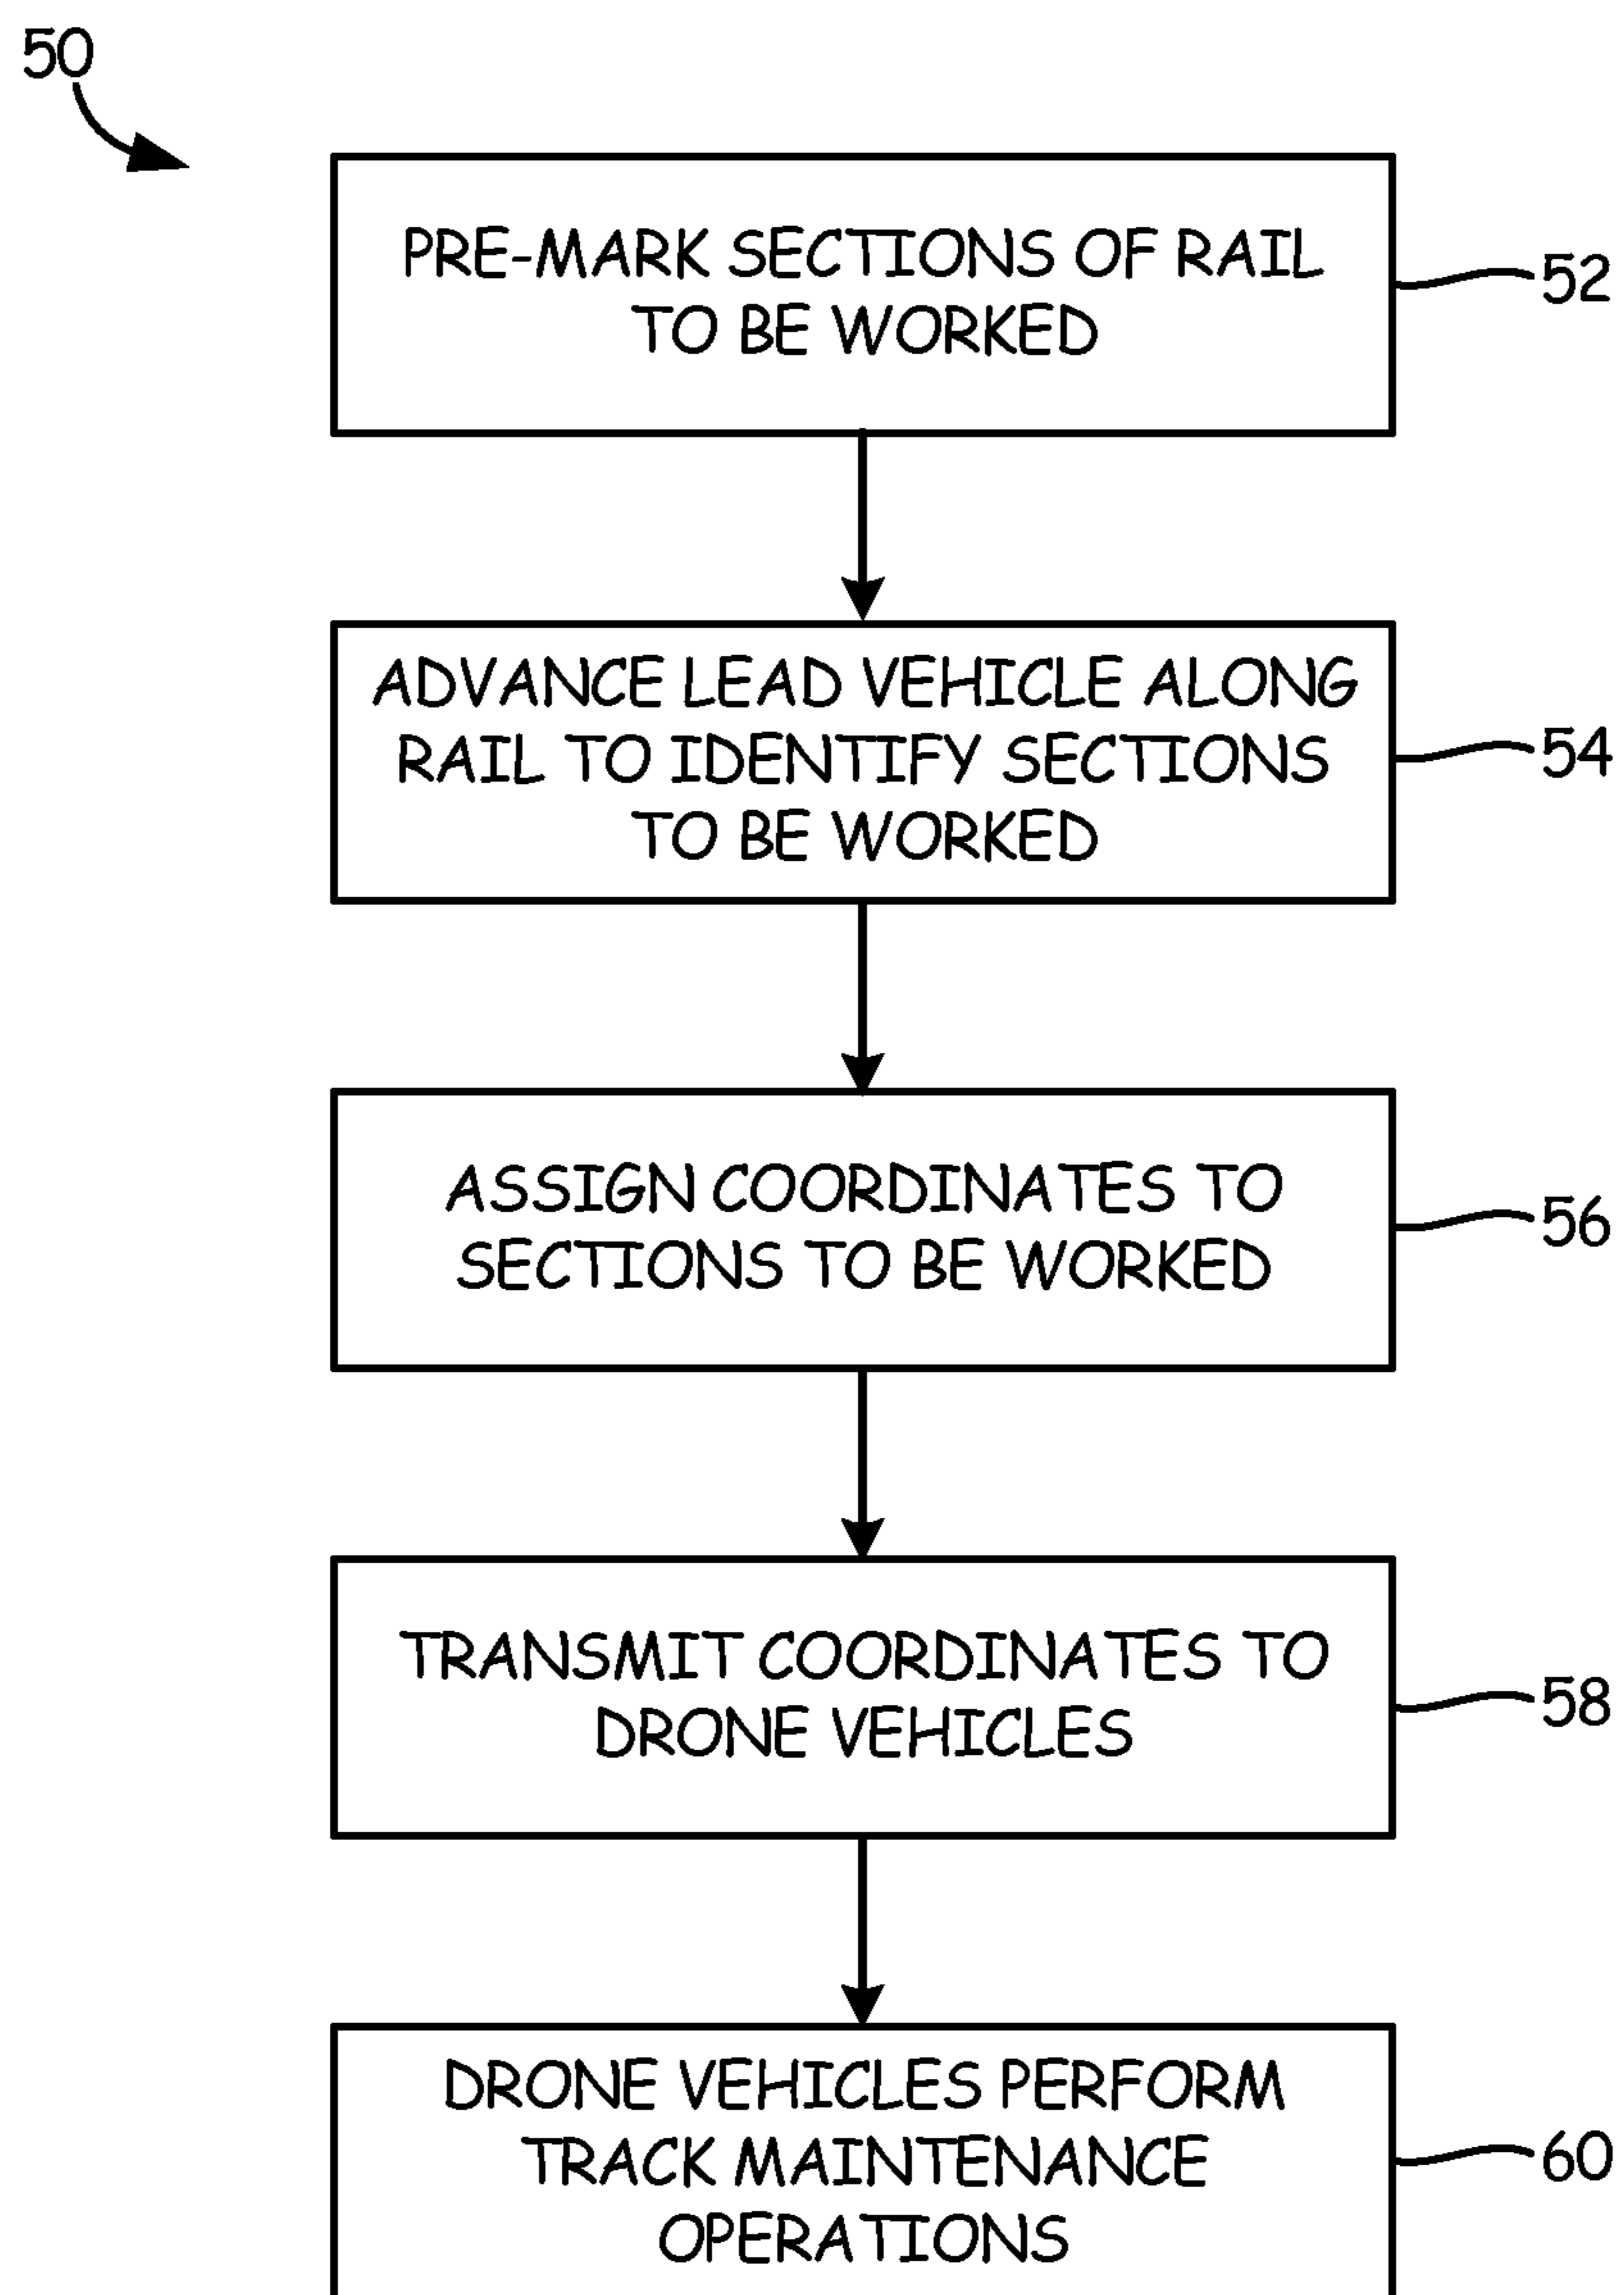 50
PRE-MARK SECTIONS OF RAIL
TO BE WORKED
52
ADVANCE LEAD VEHICLE ALONG
RAIL TO IDENTIFY SECTIONS
TO BE WORKED
54
ASSIGN COORDINATES TO
SECTIONS TO BE WORKED
56
TRANSMIT COORDINATES TO
DRONE VEHICLES
58
DRONE VEHICLES PERFORM
TRACK MAINTENANCE
OPERATIONS
60